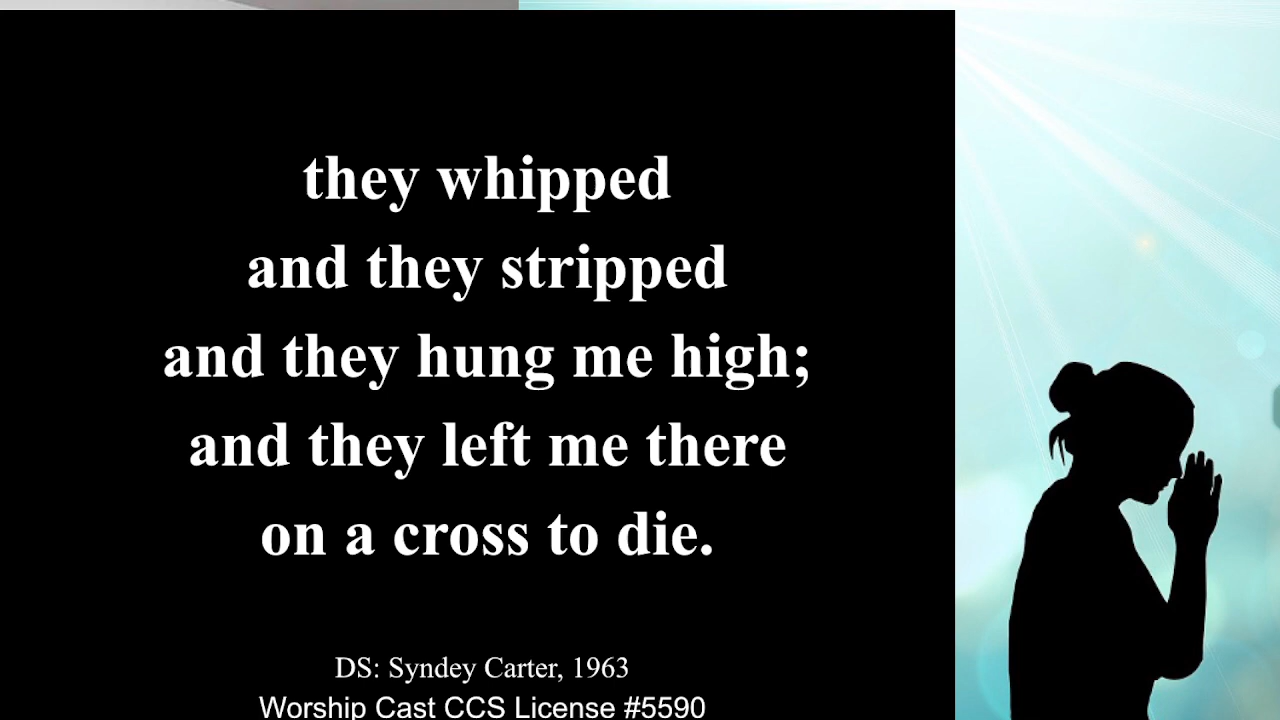 they whipped
and they stripped
and they hung me high;
and they left me there
on a cross to die.
DS: Syndey Carter, 1963
Worship Cast CCS License #5590